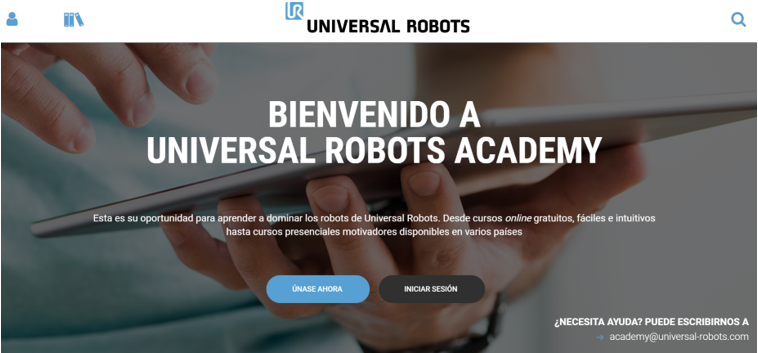 UR
UNIVERSAL ROBOTS
BIENVENIDO A
UNIVERSAL ROBOTS ACADEMY
Esta es su oportunidad para aprender a dominar los robots de Universal Robots. Desde cursos online gratuitos, fáciles e intuitivos
hasta cursos presenciales motivadores disponibles en varios países
ÚNASE AHORA
INICIAR SESIÓN
¿NECESITA AYUDA? PUEDE ESCRIBIRNOS A
→ academy@universal-robots.com